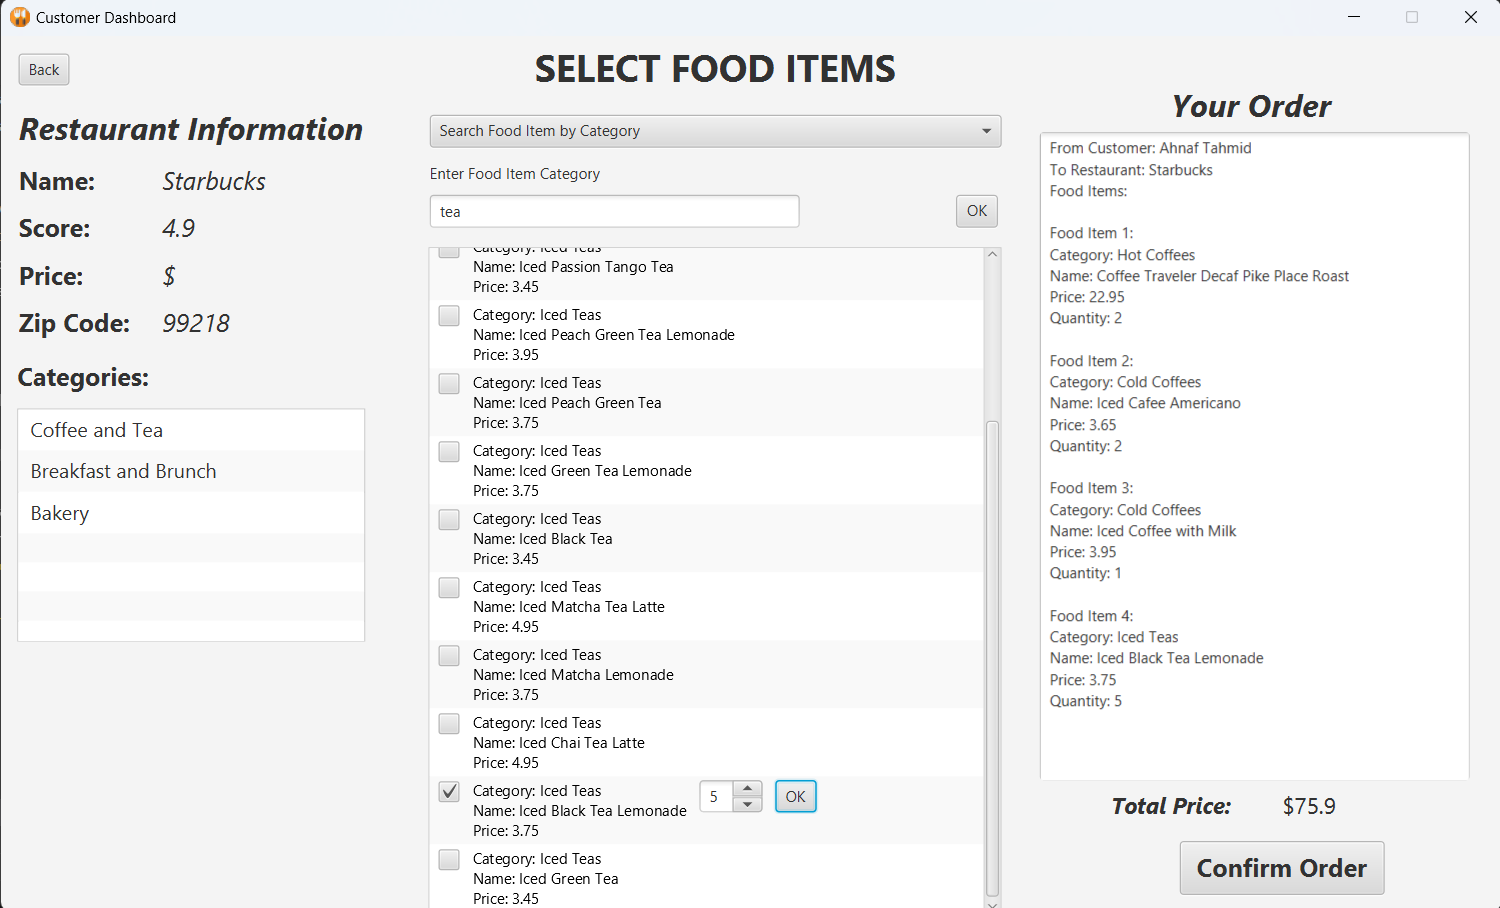 Customer Dashboard
Back
SELECT FOOD ITEMS
Restaurant Information
Name: Starbucks
Score: 4.9
Price: $
Zip Code: 99218
Categories:
Coffee and Tea
Breakfast and Brunch
Bakery
Search Food Item by Category
Enter Food Item Category
tea
OK
Category: Iced Teas
Name: Iced Passion Tango Tea
Price: 3.45
Category: Iced Teas
Name: Iced Peach Green Tea Lemonade
Price: 3.95
Category: Iced Teas
Name: Iced Peach Green Tea
Price: 3.75
Category: Iced Teas
Name: Iced Green Tea Lemonade
Price: 3.75
Category: Iced Teas
Name: Iced Black Tea
Price: 3.45
Category: Iced Teas
Name: Iced Matcha Tea Latte
Price: 4.95
Category: Iced Teas
Name: Iced Matcha Lemonade
Price: 3.75
Category: Iced Teas
Name: Iced Chai Tea Latte
Price: 4.95
Category: Iced Teas
Name: Iced Black Tea Lemonade
Price: 3.75
5
OK
Category: Iced Teas
Name: Iced Green Tea
Price: 3.45
Your Order
From Customer: Ahnaf Tahmid
To Restaurant: Starbucks
Food Items:
Food Item 1:
Category: Hot Coffees
Name: Coffee Traveler Decaf Pike Place Roast
Price: 22.95
Quantity: 2
Food Item 2:
Category: Cold Coffees
Name: Iced Cafee Americano
Price: 3.65
Quantity: 2
Food Item 3:
Category: Cold Coffees
Name: Iced Coffee with Milk
Price: 3.95
Quantity: 1
Food Item 4:
Category: Iced Teas
Name: Iced Black Tea Lemonade
Price: 3.75
Quantity: 5
Total Price: $75.9
Confirm Order